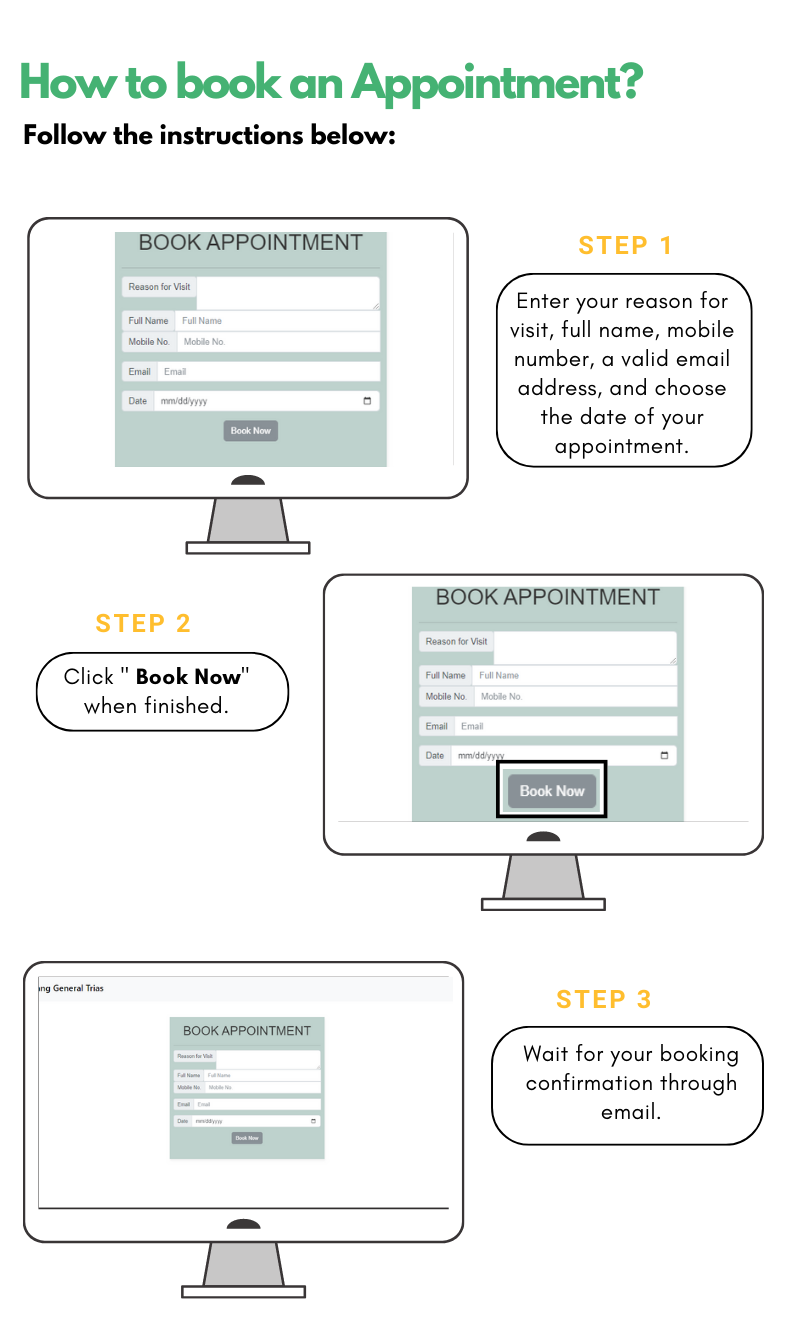 How to book an Appointment?
Follow the instructions below:
BOOK APPOINTMENT
Reason for Visit
Full Name Full Name
Mobile No. Mobile No.
Email Email
Date mm/dd/yyyy
Book Now
STEP 1
Enter your reason for
visit, full name, mobile
number, a valid email
address, and choose
the date of your
appointment.
STEP 2
Click " Book Now"
when finished.
BOOK APPOINTMENT
Reason for Visit
Full Name Full Name
Mobile No. Mobile No.
Email Email
Date mm/dd/yyyy
Book Now
ng General Trias
BOOK APPOINTMENT
Reason for Visit
Full Name Full Name
Mobile No. Mobile No.
Email Email
Date mm/dd/yyyy
Book Now
STEP 3
Wait for your booking
confirmation through
email.